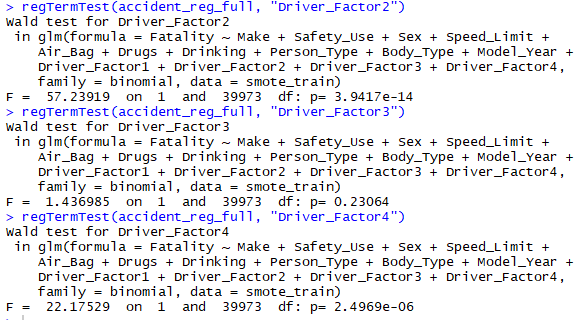 > regTermTest(accident_reg_full, "Driver_Factor2")
Wald test for Driver_Factor2
 in glm(formula = Fatality ~ Make + Safety_Use + Sex + Speed_Limit +
    Air_Bag + Drugs + Drinking + Person_Type + Body_Type + Model_Year +
    Driver_Factor1 + Driver_Factor2 + Driver_Factor3 + Driver_Factor4,
    family = binomial, data = smote_train)
F =  57.23919  on  1  and  39973  df: p= 3.9417e-14
> regTermTest(accident_reg_full, "Driver_Factor3")
Wald test for Driver_Factor3
 in glm(formula = Fatality ~ Make + Safety_Use + Sex + Speed_Limit +
    Air_Bag + Drugs + Drinking + Person_Type + Body_Type + Model_Year +
    Driver_Factor1 + Driver_Factor2 + Driver_Factor3 + Driver_Factor4,
    family = binomial, data = smote_train)
F =  1.436985  on  1  and  39973  df: p= 0.23064
> regTermTest(accident_reg_full, "Driver_Factor4")
Wald test for Driver_Factor4
 in glm(formula = Fatality ~ Make + Safety_Use + Sex + Speed_Limit +
    Air_Bag + Drugs + Drinking + Person_Type + Body_Type + Model_Year +
    Driver_Factor1 + Driver_Factor2 + Driver_Factor3 + Driver_Factor4,
    family = binomial, data = smote_train)
F =  22.17529  on  1  and  39973  df: p= 2.4969e-06